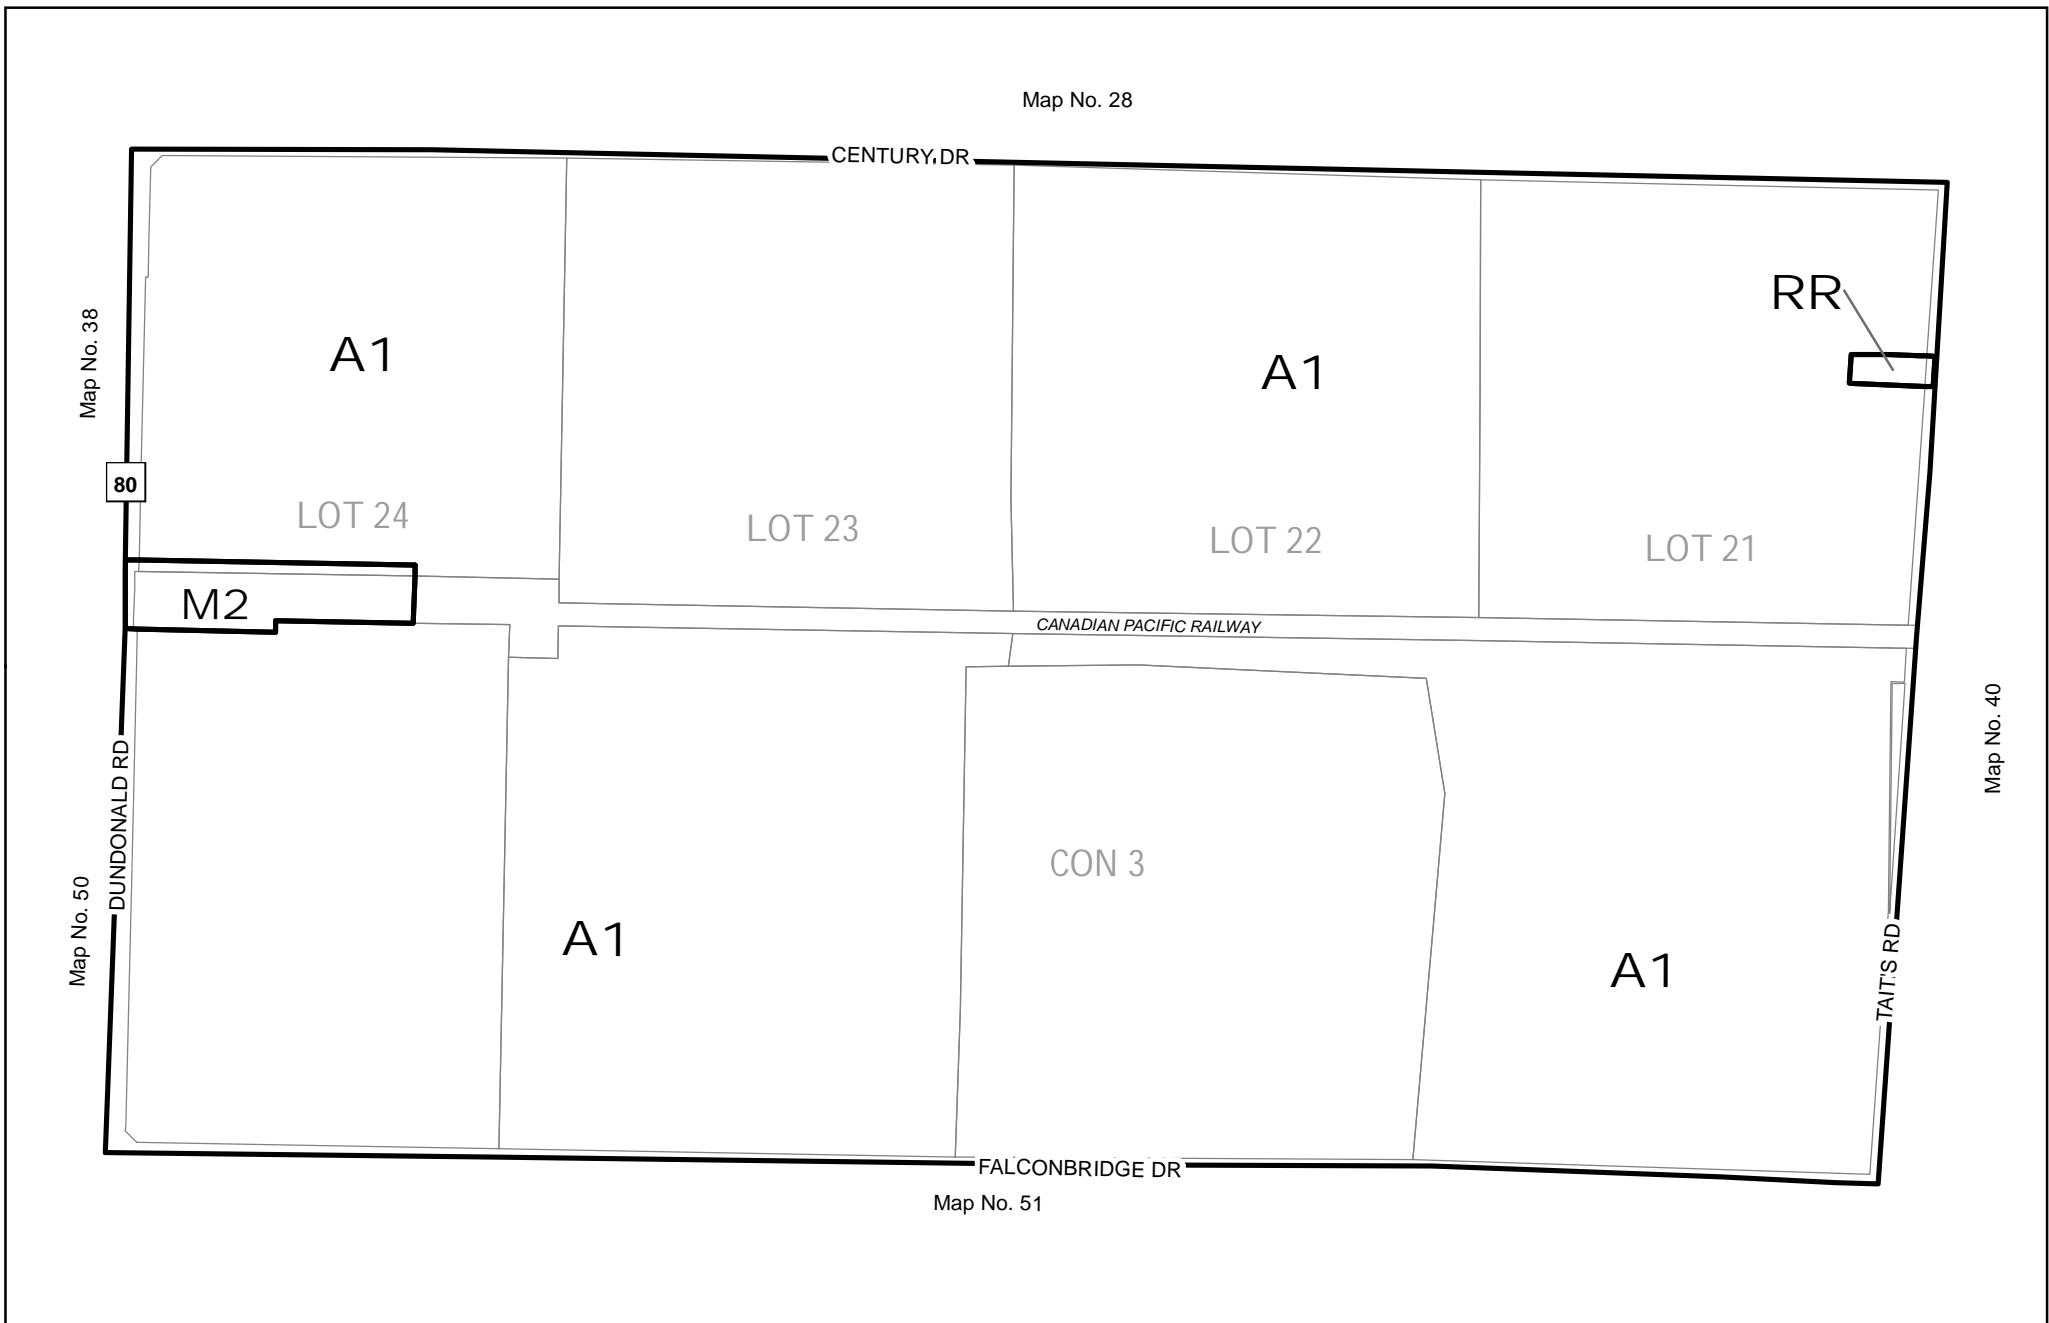 Map No. 28
CENTURY DR
RR
Map No. 38
A1
A1
80
LOT 24
LOT 23
LOT 22
LOT 21
M2
CANADIAN PACIFIC RAILWAY
Map No. 40
DUNDONALD RD
CON 3
Map No. 50
A1
A1
TAIT'S RD
FALCONBRIDGE DR
Map No. 51